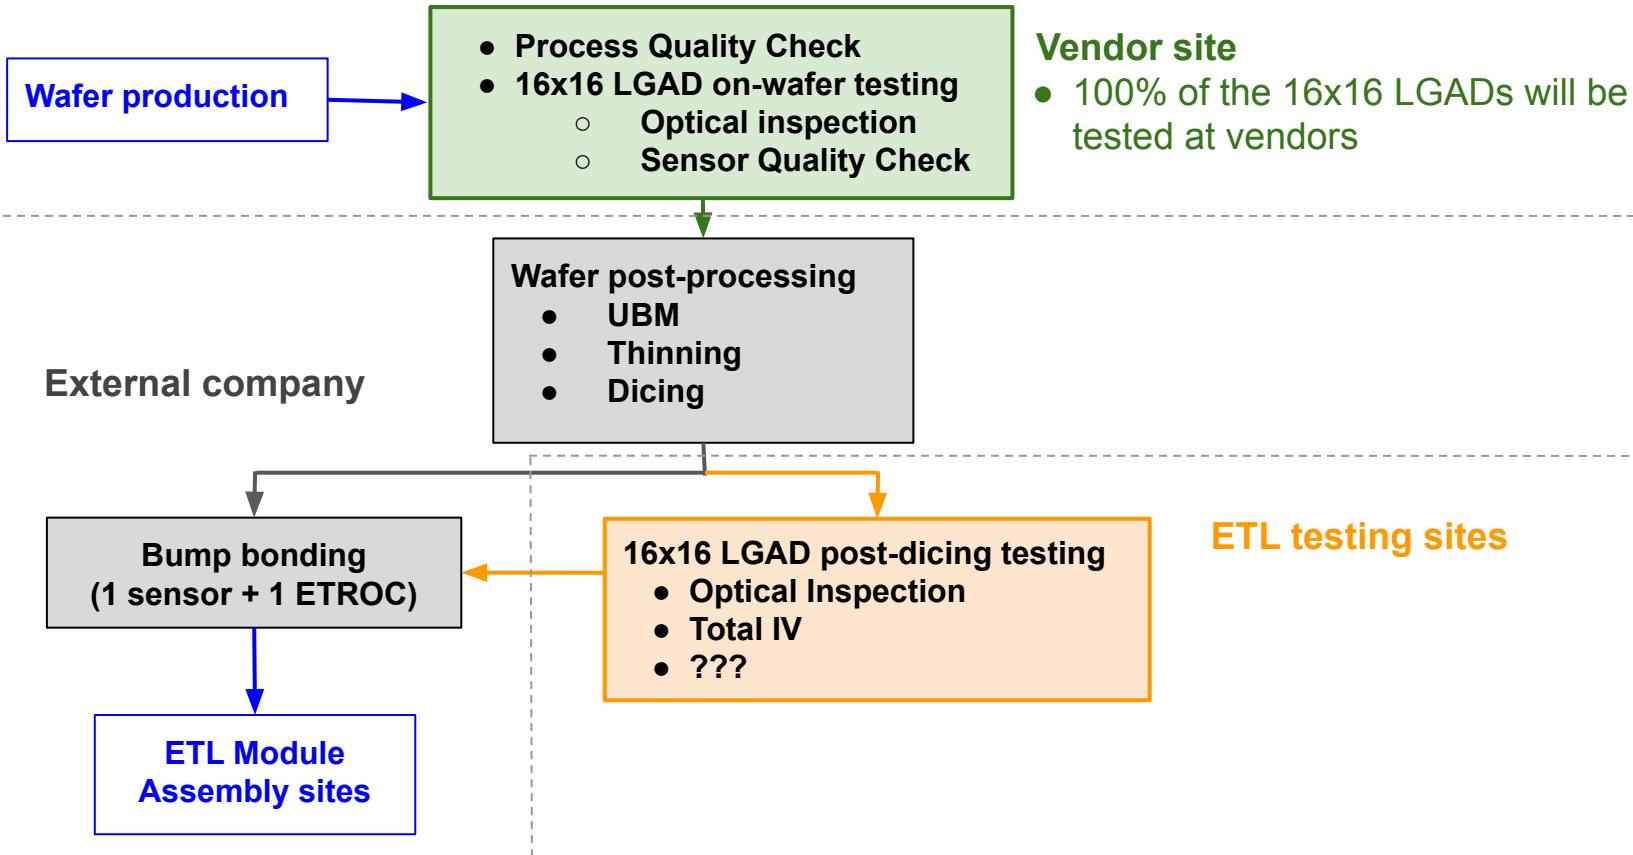 Wafer production
● Process Quality Check
● 16x16 LGAD on-wafer testing
○ Optical inspection
○ Sensor Quality Check
Vendor site
● 100% of the 16x16 LGADs will be
tested at vendors
Wafer post-processing
● UBM
● Thinning
● Dicing
External company
Bump bonding
(1 sensor + 1 ETROC)
16x16 LGAD post-dicing testing
● Optical Inspection
● Total IV
● ???
ETL testing sites
ETL Module
Assembly sites